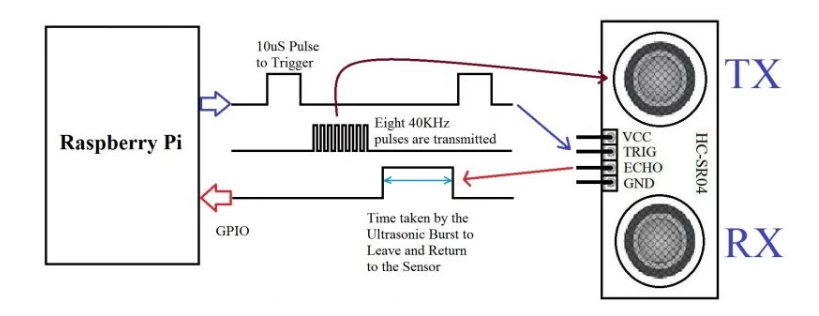 10uS Pulse
to Trigger
TX
Raspberry Pi
Eight 40KHz
pulses are transmitted
VCC
TRIG
ECHO
GND
HC-SR04
GPIO
Time taken by the
Ultrasonic Burst to
Leave and Return
to the Sensor
RX